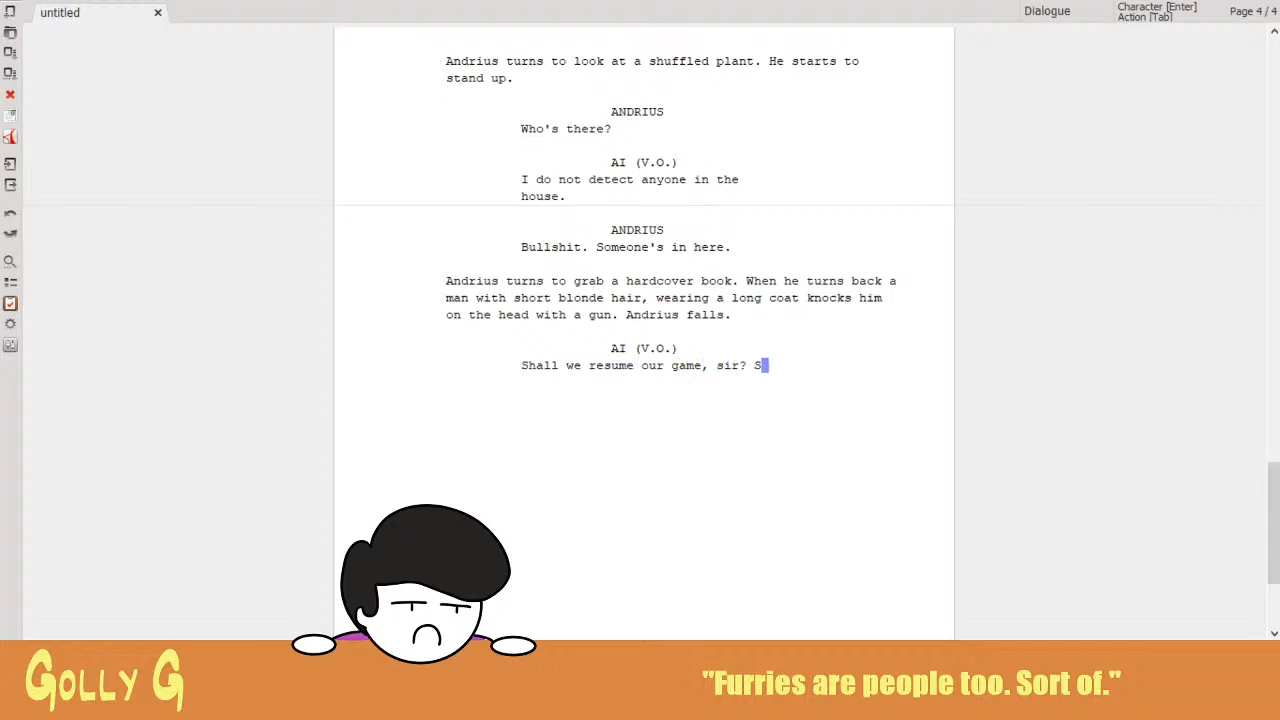 untitled
Dialogue
Character [Enter]
Action [Tab]
Page 4 / 4
Andrius turns to look at a shuffled plant. He starts to
stand up.
ANDRIUS
Who's there?
AI (V.O.)
I do not detect anyone in the
house.
ANDRIUS
Bullshit. Someone's in here.
Andrius turns to grab a hardcover book. When he turns back a
man with short blonde hair, wearing a long coat knocks him
on the head with a gun. Andrius falls.
AI (V.O.)
Shall we resume our game, sir? S
GOLLY G
"Furries are people too. Sort of."